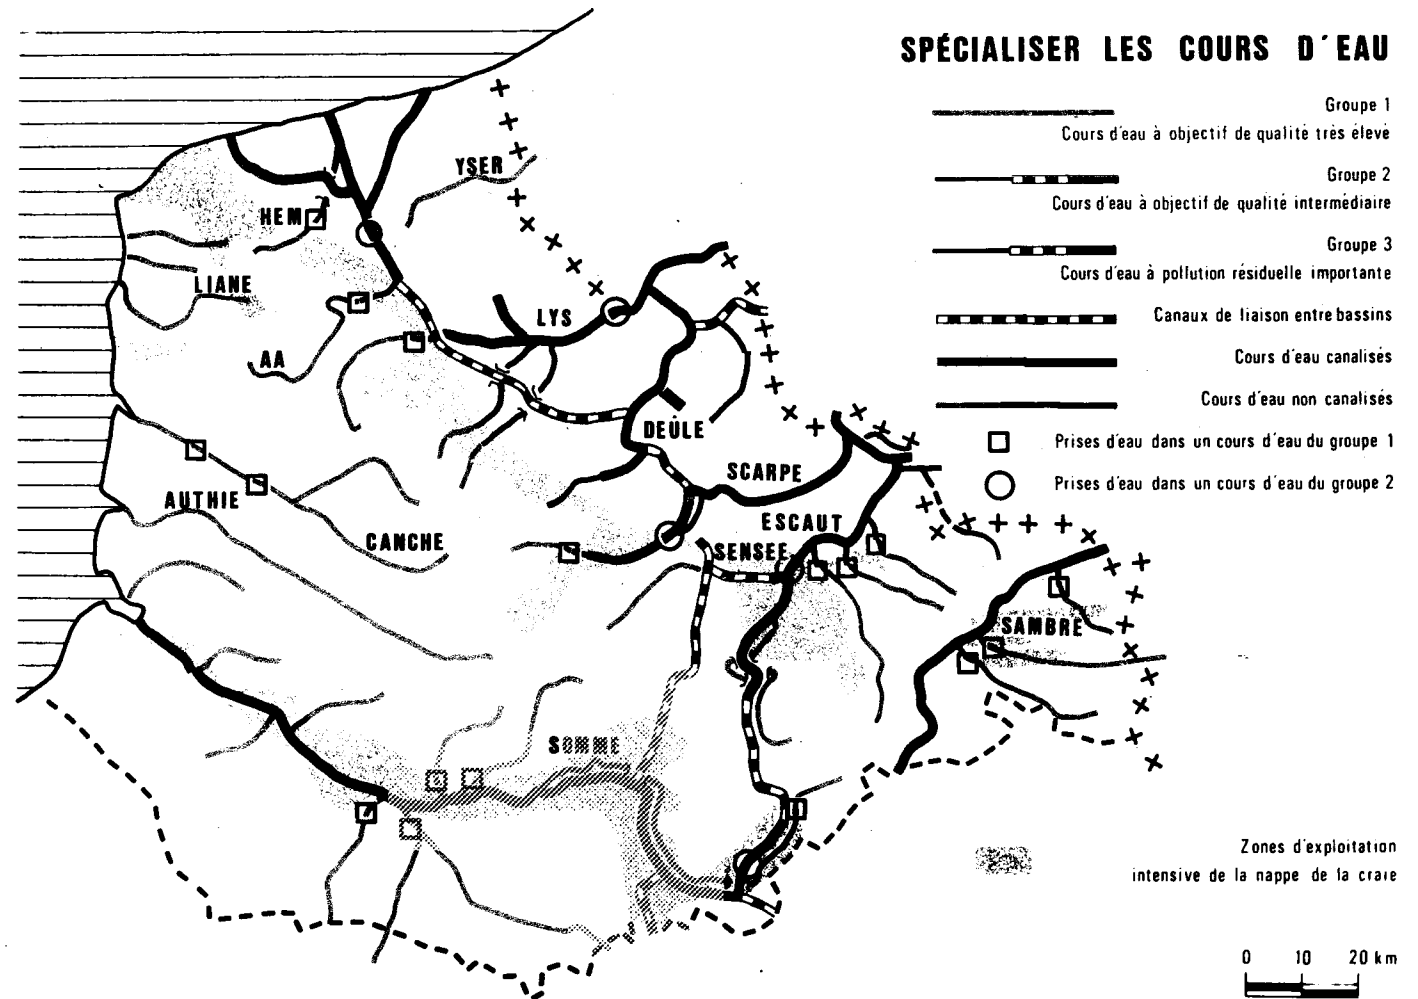 SPÉCIALISER LES COURS D'EAU
Groupe 1
Cours d'eau à objectif de qualité très élevé
Groupe 2
Cours d'eau à objectif de qualité intermédiaire
Groupe 3
Cours d'eau à pollution résiduelle importante
Canaux de liaison entre bassins
Cours d'eau canalisés
Cours d'eau non canalisés
Prises d'eau dans un cours d'eau du groupe 1
Prises d'eau dans un cours d'eau du groupe 2
YSER
HEM
LIANE
LYS
AA
DEÛLE
SCARPE
AUTHIE
ESCAUT
CANCHE
SENSEE
SAMBRE
SOMME
Zones d'exploitation
intensive de la nappe de la craie
0 10 20 km